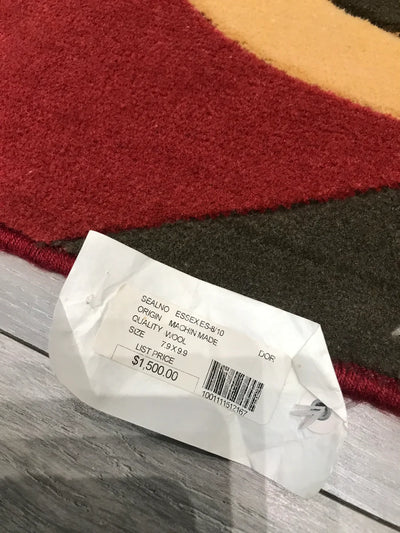 SEALNO ESSEX ES-8/10
ORIGIN MACHIN MADE DOR
QUALITY WOOL
SIZE 7.9 X 9.9
LIST PRICE
$1,500.00
1001111512167